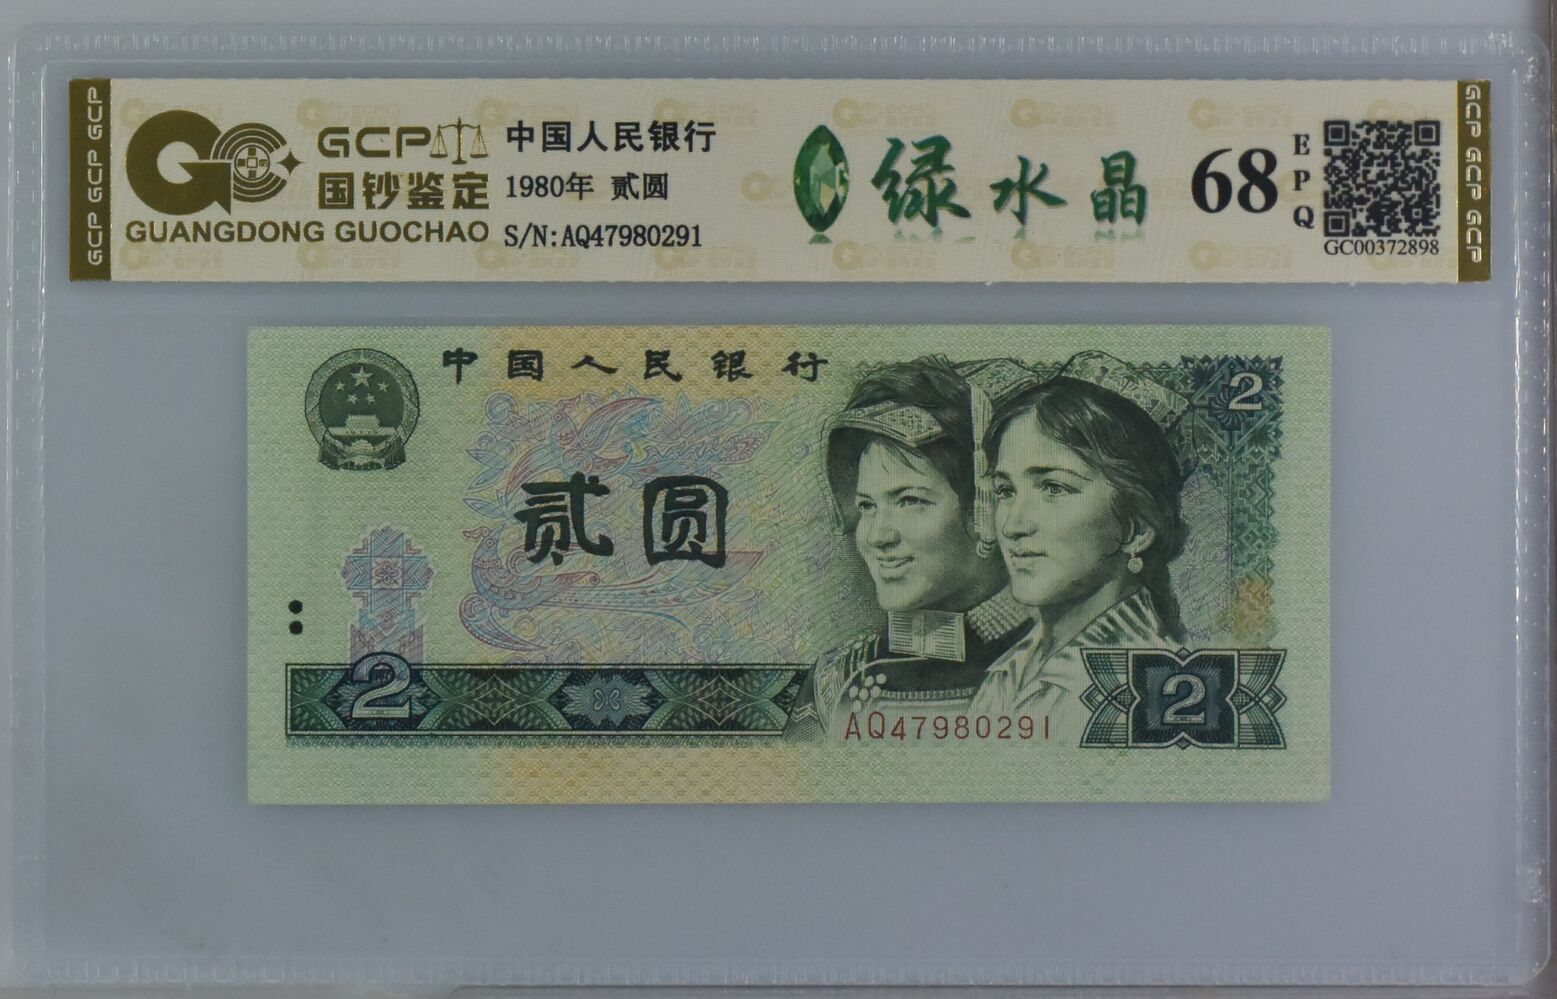 GCP GCP GCP
GCP
国钞鉴定
GUANGDONG GUOCHAO
中国人民银行
1980年 贰圆
S/N:AQ47980291
绿水晶
68
EPQ
GC00372898
GCP GCP GCP
中国人民银行
2
贰圆
2
AQ47980291
2